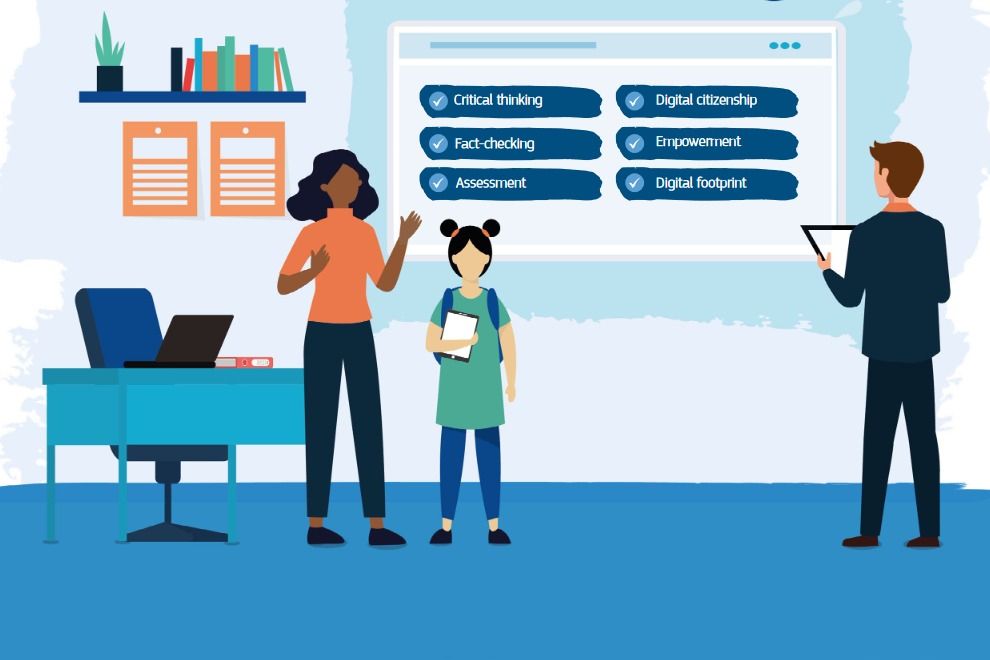 Critical thinking
Digital citizenship
Fact-checking
Empowerment
Assessment
Digital footprint